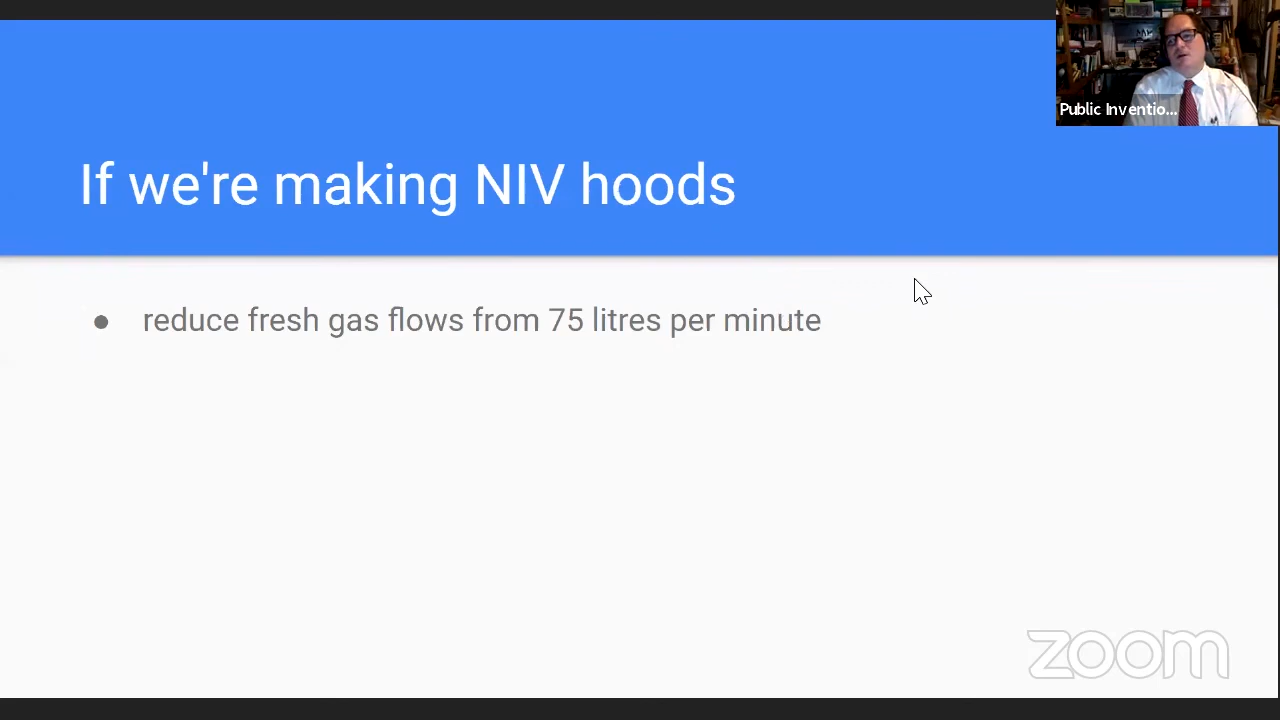 Public Inventio...
If we're making NIV hoods
● reduce fresh gas flows from 75 litres per minute
zoom